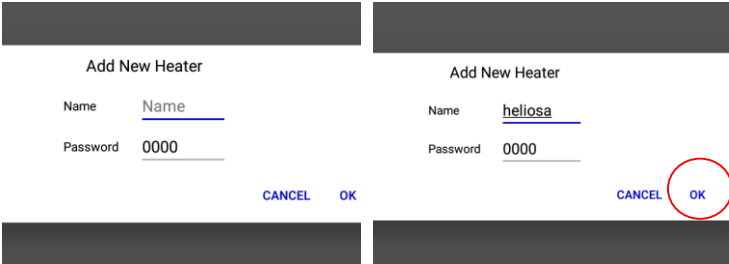 Add New Heater
Name Name
Password 0000
CANCEL OK
Add New Heater
Name heliosa
Password 0000
CANCEL OK